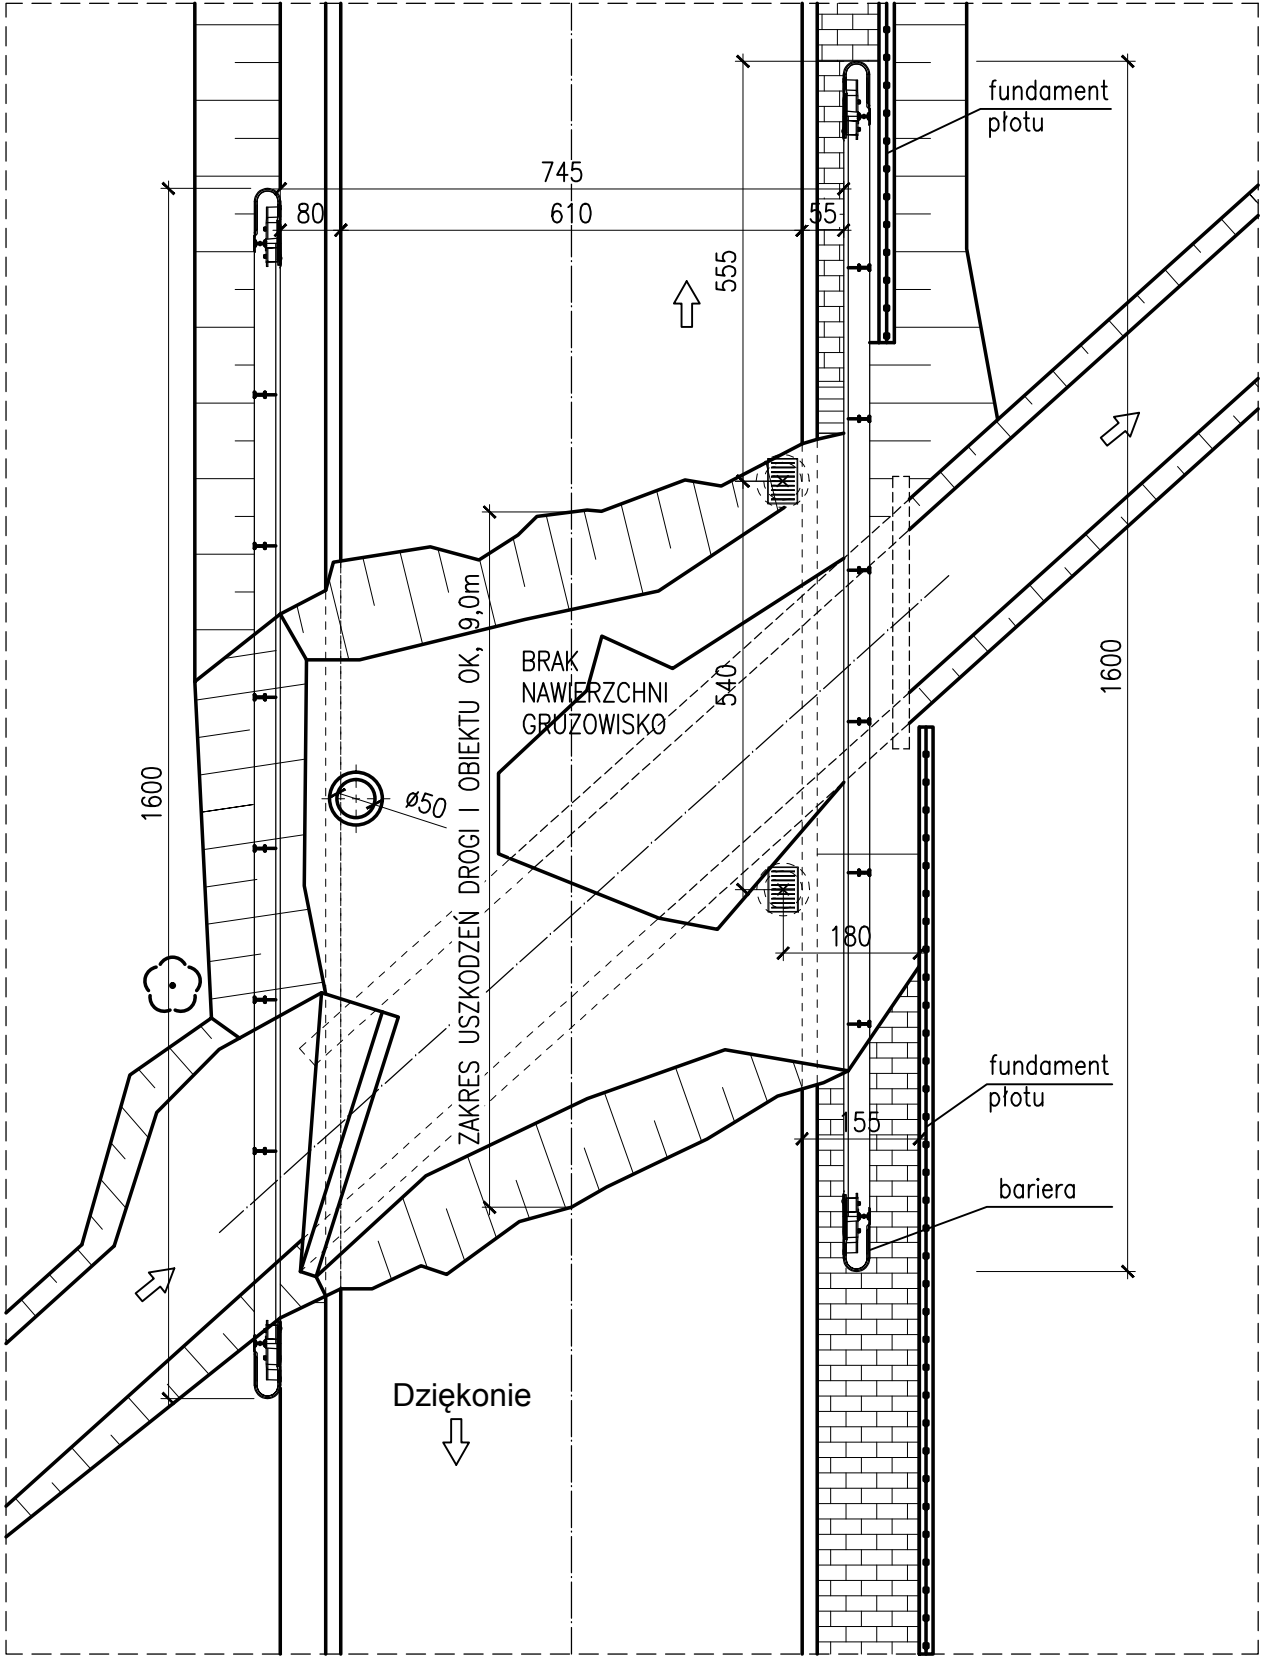 fundament
płotu
745
80
610
55
555
1600
BRAK
NAWIERZCHNI
GRUZOWISKO
540
1600
ø50
ZAKRES USZKODZEŃ DROGI I OBIEKTU OK, 9,0m
180
fundament
płotu
155
bariera
Dziękonie